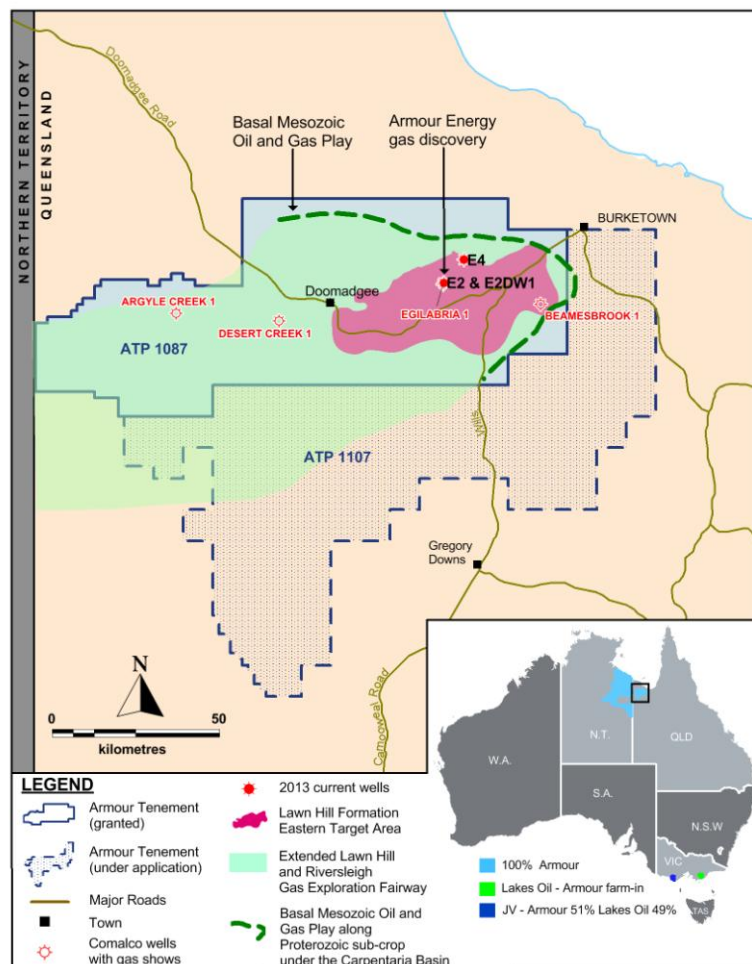 NORTHERN TERRITORY
QUEENSLAND
Doomadgee Road
Basal Mesozoic
Oil and Gas Play
Armour Energy
gas discovery
BURKETOWN
E4
E2 & E2DW1
Doomadgee
ARGYLE CREEK 1
DESERT CREEK 1
EGILABRIA 1
BEAMESBROOK 1
ATP 1087
ATP 1107
Wills
Gregory
Downs
Camooweal Road
N
0 50
kilometres
W.A.
N.T.
QLD
S.A.
N.S.W
VIC
TAS
100% Armour
Lakes Oil - Armour farm-in
JV - Armour 51% Lakes Oil 49%
LEGEND
Armour Tenement
(granted)
Armour Tenement
(under application)
Major Roads
Town
Comalco wells
with gas shows
2013 current wells
Lawn Hill Formation
Eastern Target Area
Extended Lawn Hill
and Riversleigh
Gas Exploration Fairway
Basal Mesozoic Oil and
Gas Play along
Proterozoic sub-crop
under the Carpentaria Basin